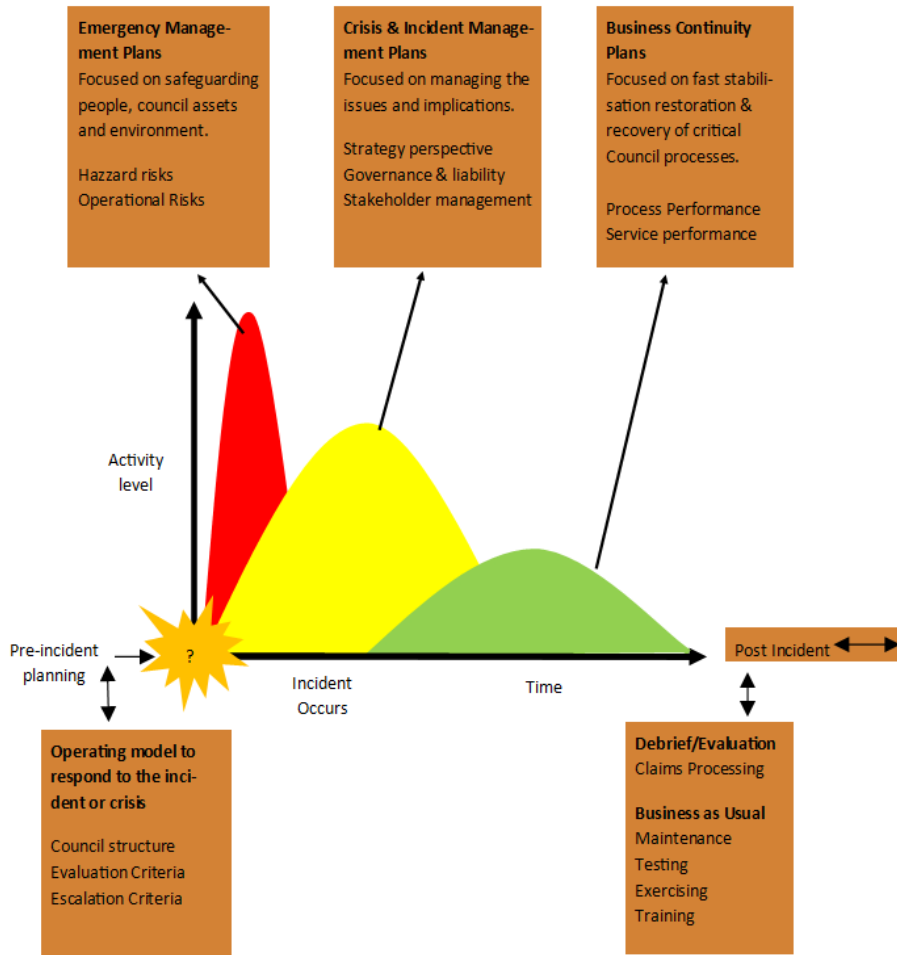 Emergency Manage-
ment Plans
Focused on safeguarding
people, council assets
and environment.
Hazzard risks
Operational Risks
Crisis & Incident Manage-
ment Plans
Focused on managing the
issues and implications.
Strategy perspective
Governance & liability
Stakeholder management
Business Continuity
Plans
Focused on fast stabili-
sation restoration &
recovery of critical
Council processes.
Process Performance
Service performance
Activity
level
Pre-incident
planning
?
Incident
Occurs
Time
Post Incident
Operating model to
respond to the inci-
dent or crisis
Council structure
Evaluation Criteria
Escalation Criteria
Debrief/Evaluation
Claims Processing
Business as Usual
Maintenance
Testing
Exercising
Training